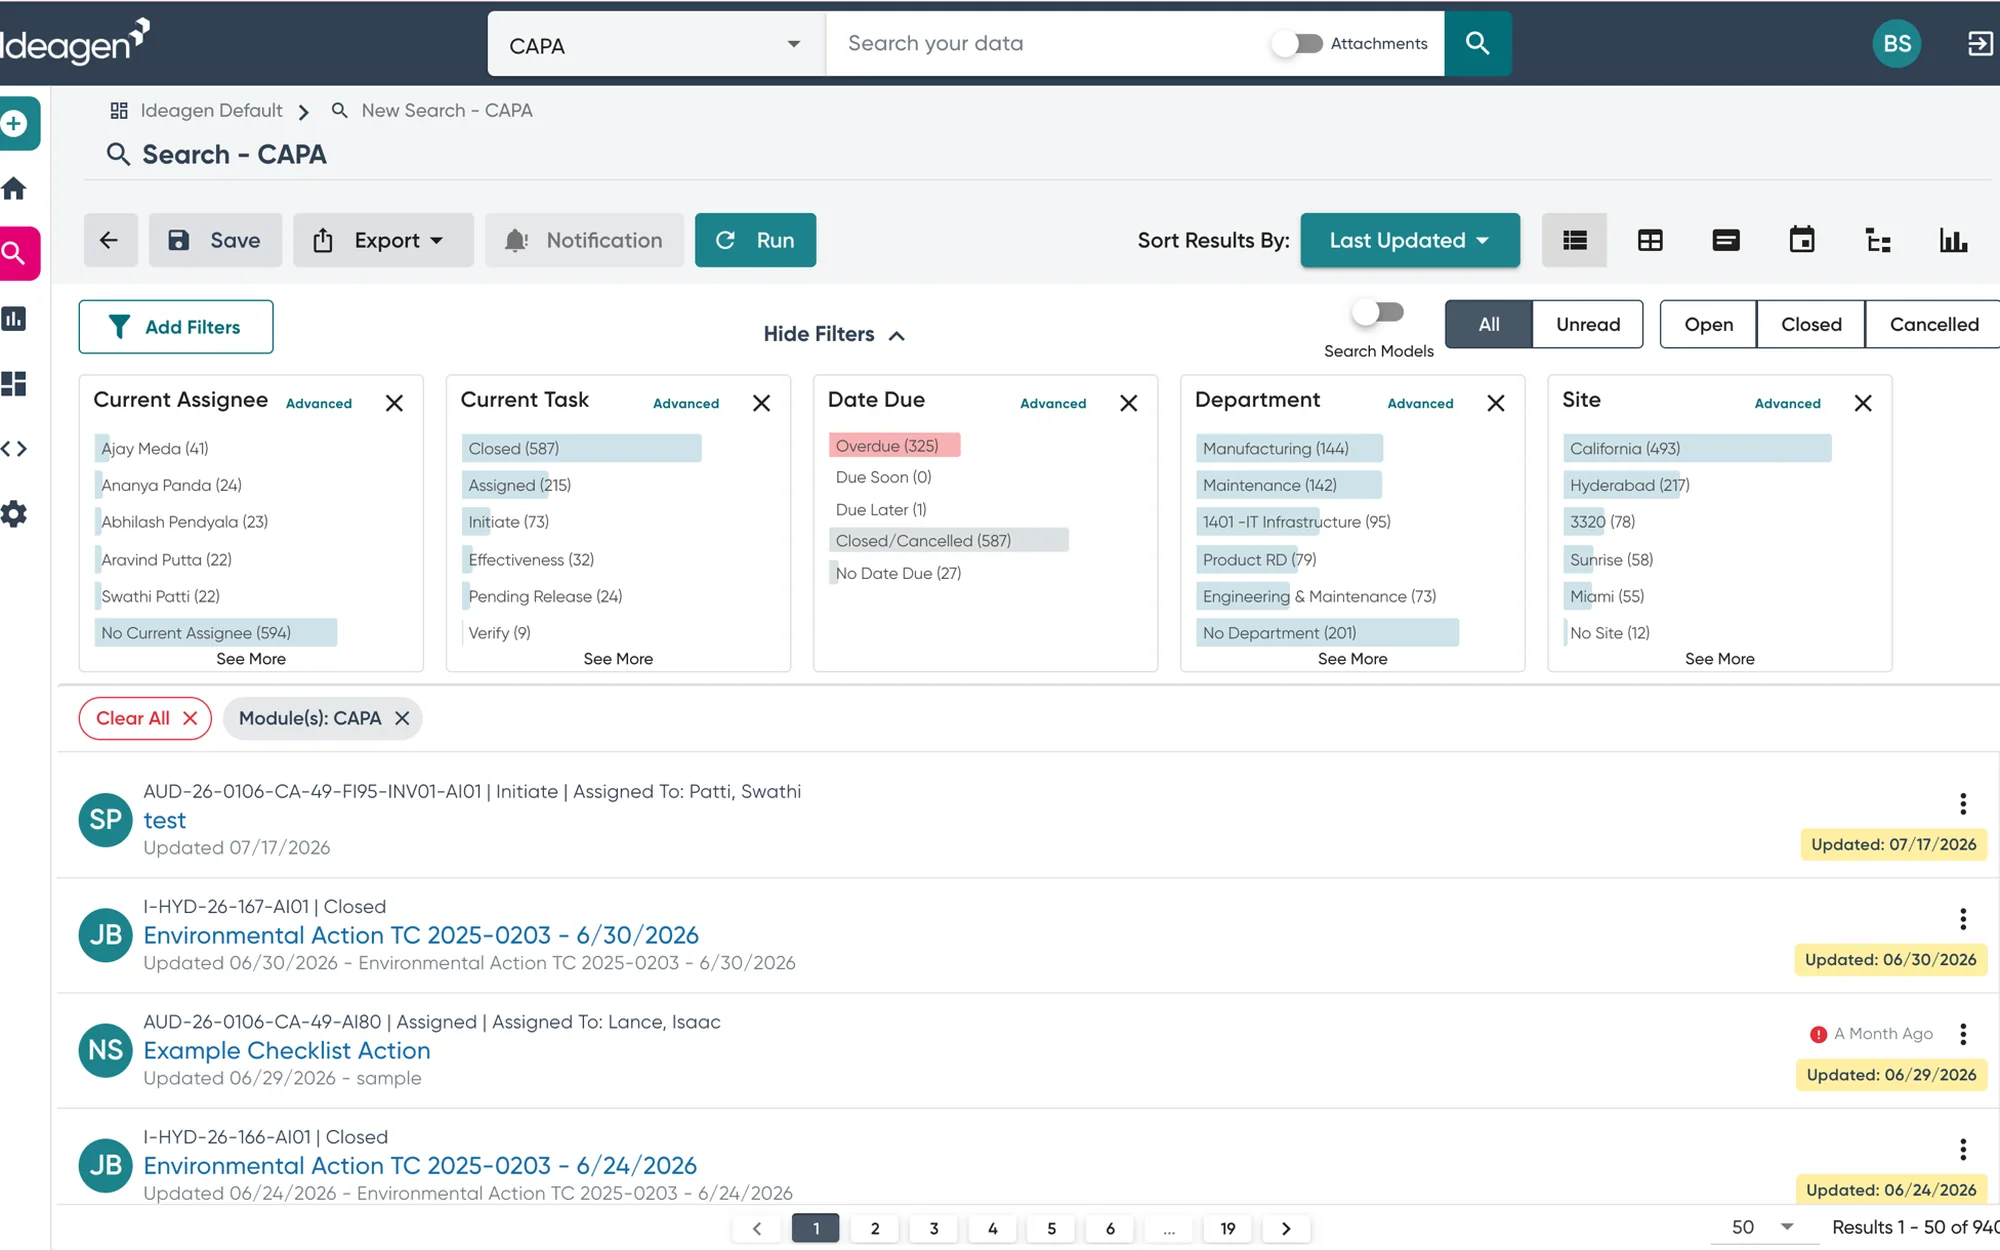 Ideagen
CAPA
Search your data
Attachments
BS
Ideagen Default
New Search - CAPA
Search - CAPA
Save
Export
Notification
Run
Sort Results By:
Last Updated
Add Filters
Hide Filters
Search Models
All
Unread
Open
Closed
Cancelled
Current Assignee
Advanced
Ajay Meda (41)
Ananya Panda (24)
Abhilash Pendyala (23)
Aravind Putta (22)
Swathi Patti (22)
No Current Assignee (594)
See More
Current Task
Advanced
Closed (587)
Assigned (215)
Initiate (73)
Effectiveness (32)
Pending Release (24)
Verify (9)
See More
Date Due
Advanced
Overdue (325)
Due Soon (0)
Due Later (1)
Closed/Cancelled (587)
No Date Due (27)
Department
Advanced
Manufacturing (144)
Maintenance (142)
1401 -IT Infrastructure (95)
Product RD (79)
Engineering & Maintenance (73)
No Department (201)
See More
Site
Advanced
California (493)
Hyderabad (217)
3320 (78)
Sunrise (58)
Miami (55)
No Site (12)
See More
Clear All
Module(s): CAPA
SP
AUD-26-0106-CA-49-FI95-INV01-AI01 | Initiate | Assigned To: Patti, Swathi
test
Updated 07/17/2026
Updated: 07/17/2026
JB
I-HYD-26-167-AI01 | Closed
Environmental Action TC 2025-0203 - 6/30/2026
Updated 06/30/2026 - Environmental Action TC 2025-0203 - 6/30/2026
Updated: 06/30/2026
NS
AUD-26-0106-CA-49-AI80 | Assigned | Assigned To: Lance, Isaac
Example Checklist Action
Updated 06/29/2026 - sample
A Month Ago
Updated: 06/29/2026
JB
I-HYD-26-166-AI01 | Closed
Environmental Action TC 2025-0203 - 6/24/2026
Updated 06/24/2026 - Environmental Action TC 2025-0203 - 6/24/2026
Updated: 06/24/2026
1
2
3
4
5
6
...
19
50
Results 1 - 50 of 940